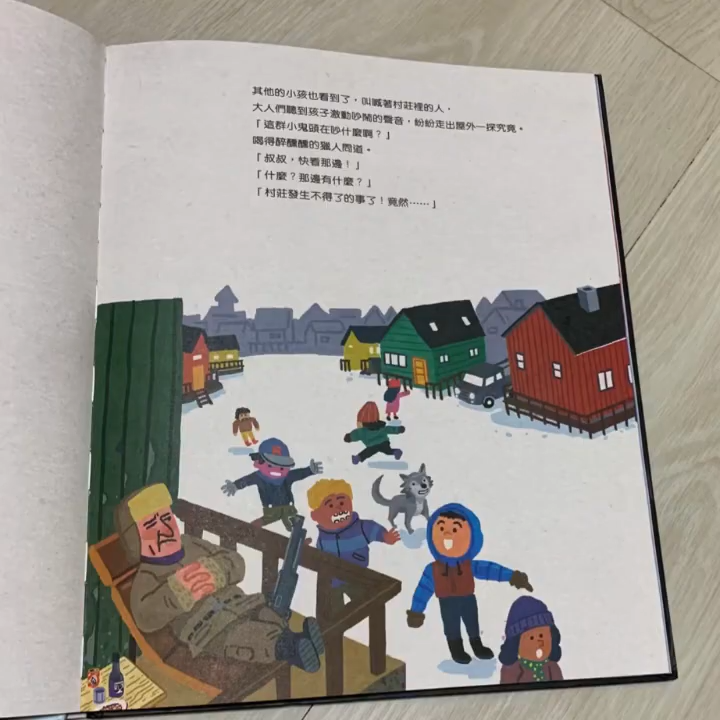 其他的小孩也看到了，叫喊著村莊裡的人，
大人們聽到孩子激動吵鬧的聲音，紛紛走出屋外一探究竟。
「這群小鬼頭在吵什麼啊？」
喝得醉醺醺的獵人問道。
「叔叔，快看那邊！」
「什麼？那邊有什麼？」
「村莊發生不得了的事了！竟然……」